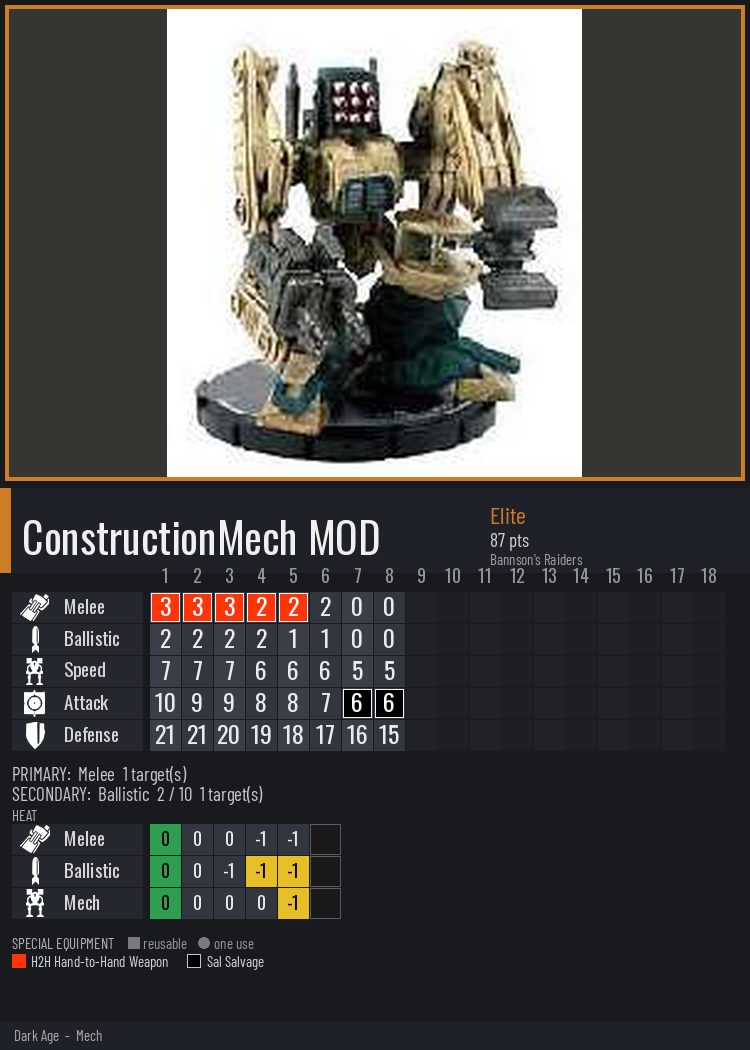 ConstructionMech MOD
Elite
87 pts
Bannson's Raiders
1 2 3 4 5 6 7 8 9 10 11 12 13 14 15 16 17 18
Melee 3 3 3 2 2 2 0 0
Ballistic 2 2 2 2 1 1 0 0
Speed 7 7 7 6 6 6 5 5
Attack 10 9 9 8 8 7 6 6
Defense 21 21 20 19 18 17 16 15
PRIMARY: Melee 1 target(s)
SECONDARY: Ballistic 2 / 10 1 target(s)
HEAT
Melee 0 0 0 -1 -1
Ballistic 0 0 -1 -1 -1
Mech 0 0 0 0 -1
SPECIAL EQUIPMENT reusable one use
H2H Hand-to-Hand Weapon Sal Salvage
Dark Age - Mech